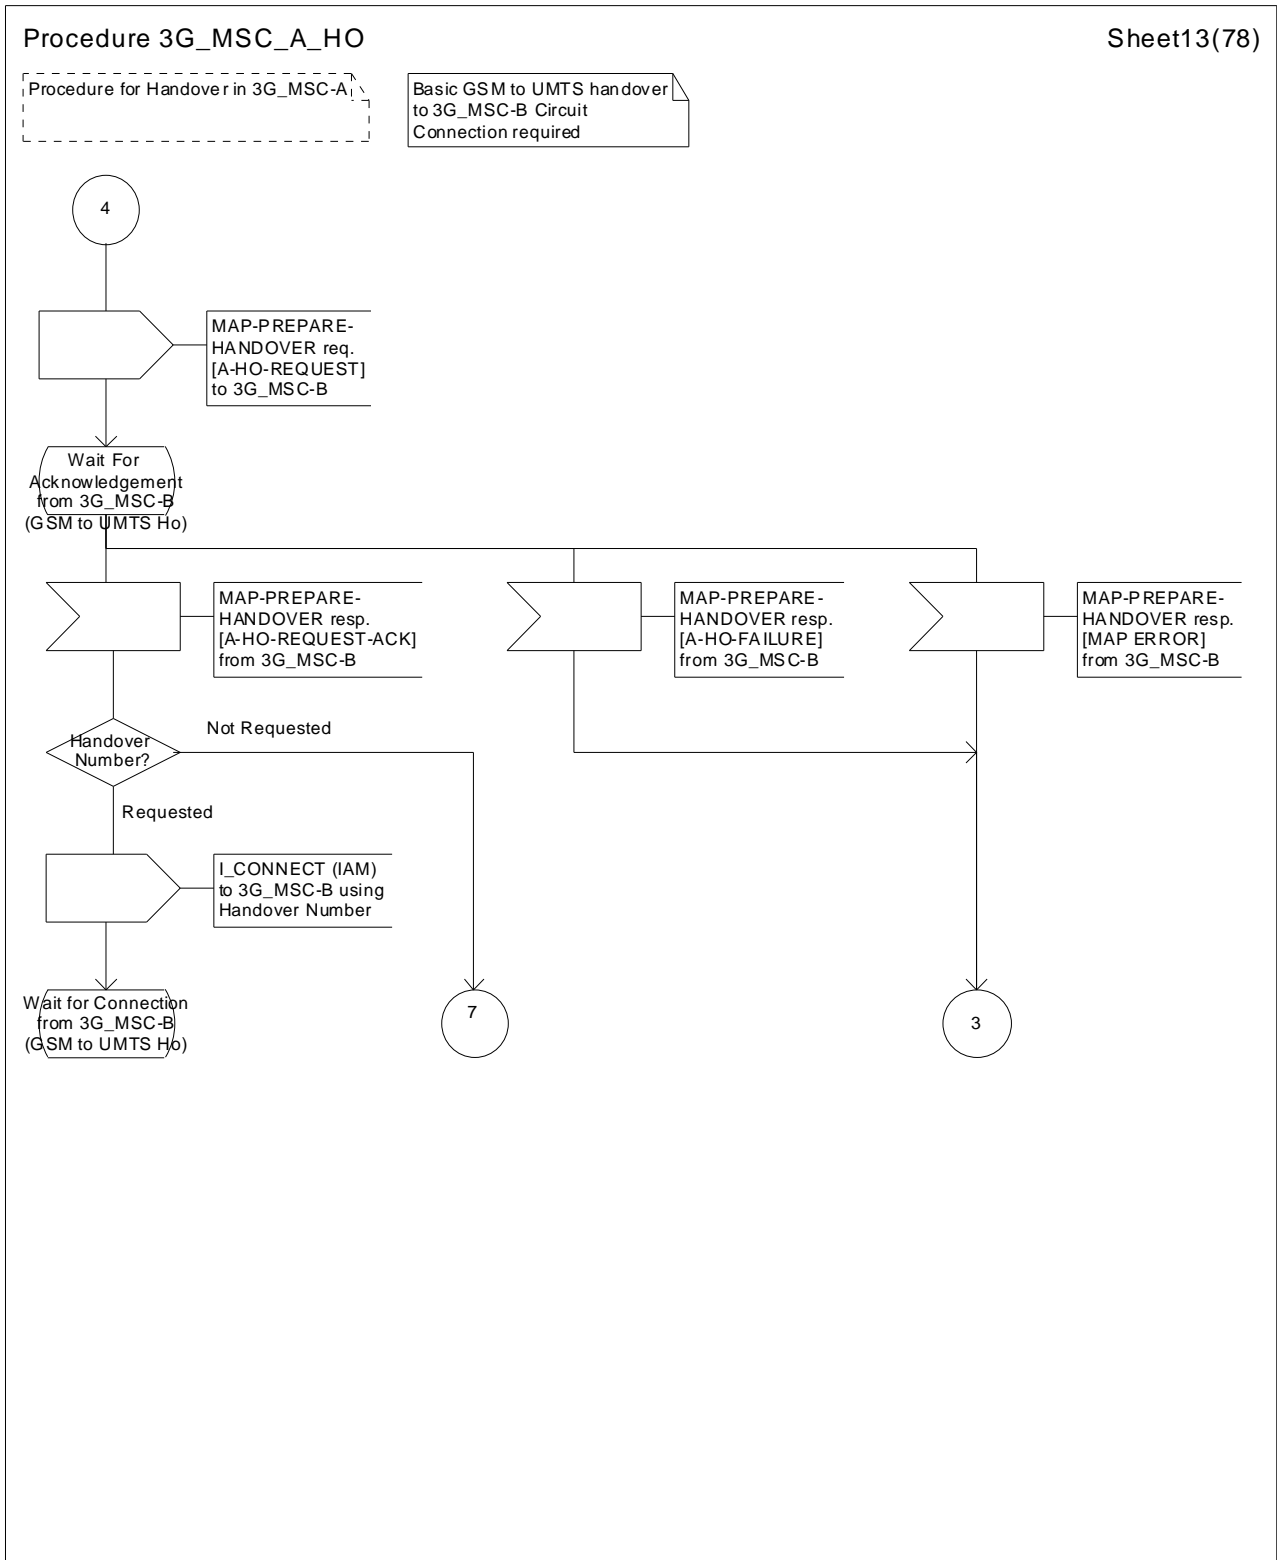 Procedure 3G_MSC_A_HO
Sheet13(78)
Procedure for Handover in 3G_MSC-A
Basic GSM to UMTS handover
to 3G_MSC-B Circuit
Connection required
4
MAP-PREPARE-
HANDOVER req.
[A-HO-REQUEST]
to 3G_MSC-B
Wait For
Acknowledgement
from 3G_MSC-B
(GSM to UMTS Ho)
MAP-PREPARE-
HANDOVER resp.
[A-HO-REQUEST-ACK]
from 3G_MSC-B
MAP-PREPARE-
HANDOVER resp.
[A-HO-FAILURE]
from 3G_MSC-B
MAP-PREPARE-
HANDOVER resp.
[MAP ERROR]
from 3G_MSC-B
Handover
Number?
Not Requested
Requested
I_CONNECT (IAM)
to 3G_MSC-B using
Handover Number
Wait for Connection
from 3G_MSC-B
(GSM to UMTS Ho)
7
3